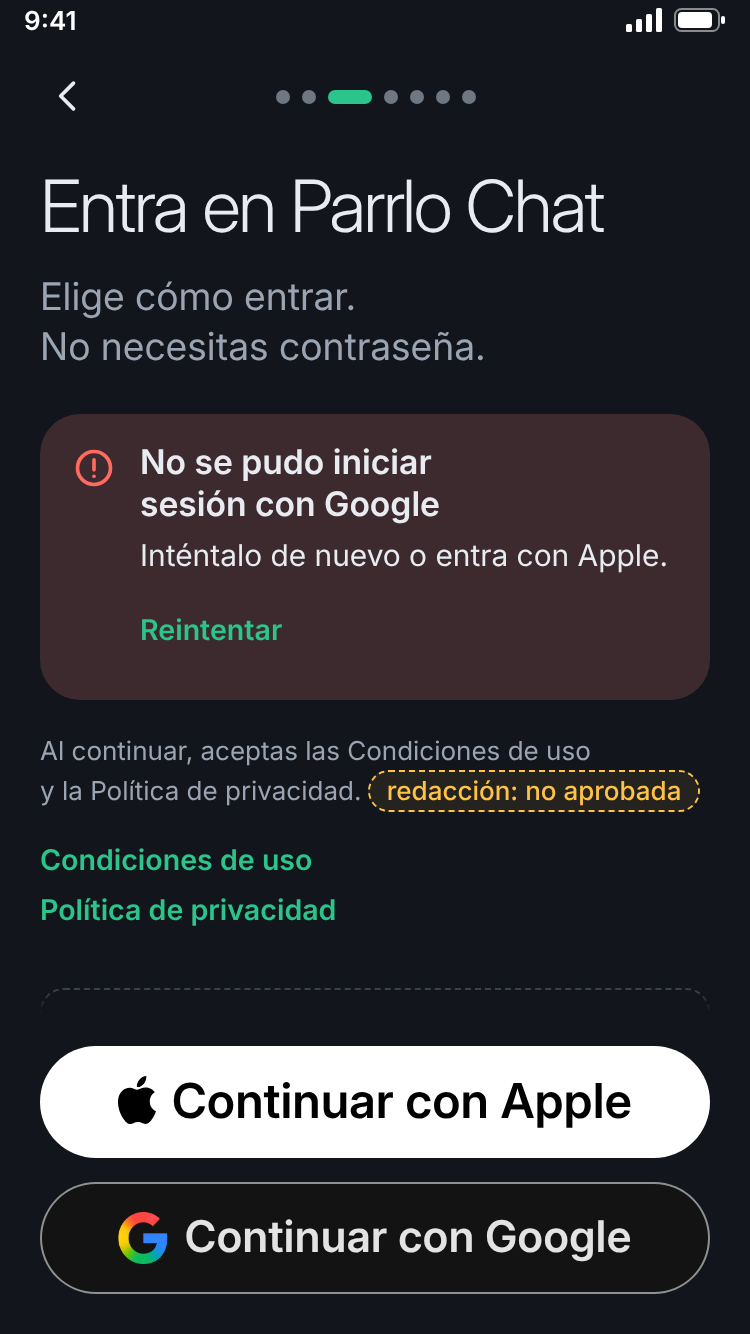 9:41
Entra en Parrlo Chat
Elige cómo entrar.
No necesitas contraseña.
No se pudo iniciar
sesión con Google
Inténtalo de nuevo o entra con Apple.
Reintentar
Al continuar, aceptas las Condiciones de uso
y la Política de privacidad. redacción: no aprobada
Condiciones de uso
Política de privacidad
Continuar con Apple
Continuar con Google